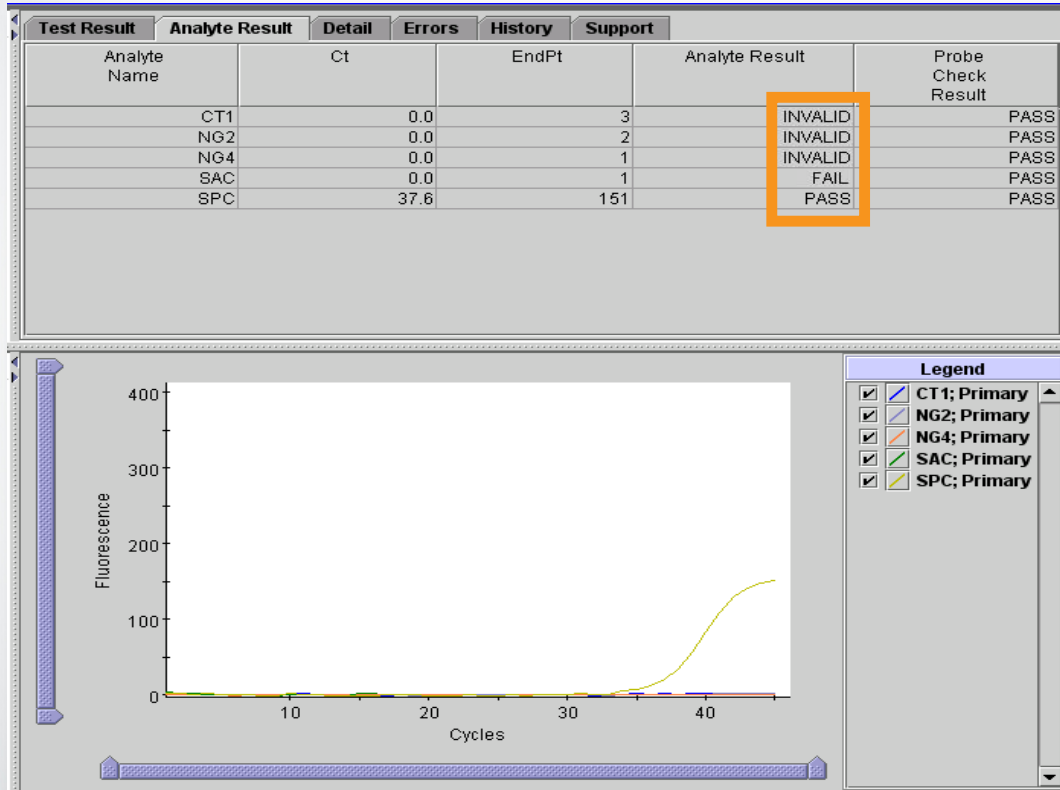 Test Result Analyte Result Detail Errors History Support
Analyte Name Ct EndPt Analyte Result Probe Check Result
CT1 0.0 3 INVALID PASS
NG2 0.0 2 INVALID PASS
NG4 0.0 1 INVALID PASS
SAC 0.0 1 FAIL PASS
SPC 37.6 151 PASS PASS
400
300
200
100
0
Fluorescence
10 20 30 40
Cycles
Legend
CT1; Primary
NG2; Primary
NG4; Primary
SAC; Primary
SPC; Primary